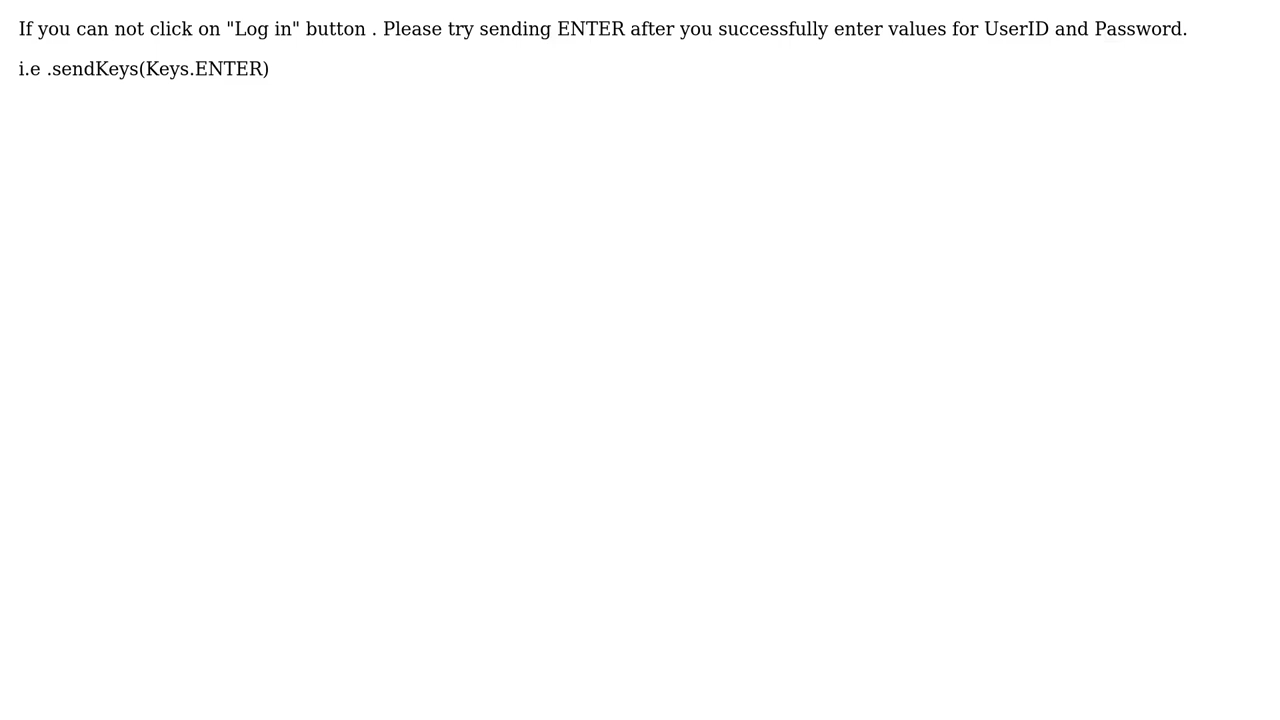 If you can not click on "Log in" button . Please try sending ENTER after you successfully enter values for UserID and Password.
i.e .sendKeys(Keys.ENTER)